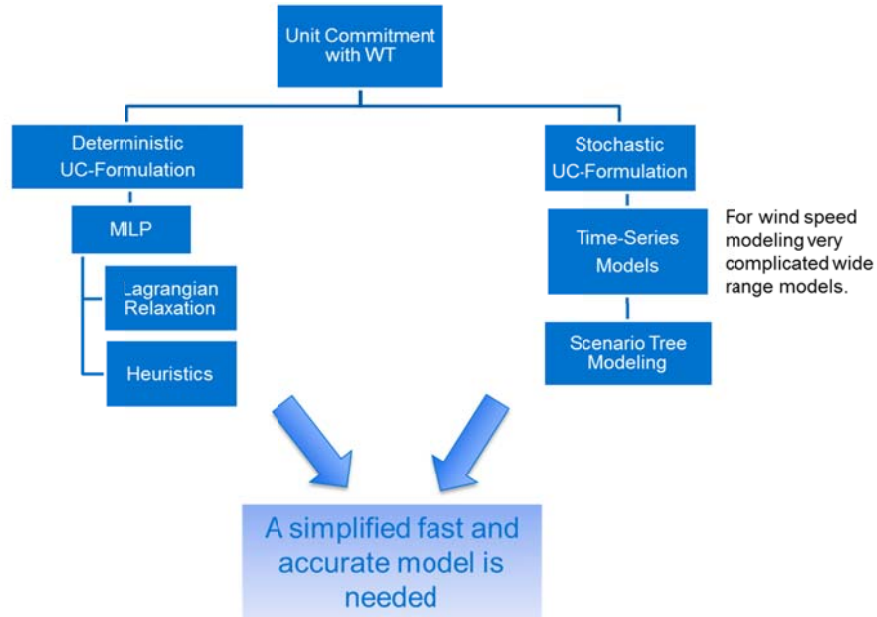 Unit Commitment
with WT
Deterministic
UC-Formulation
Stochastic
UC-Formulation
MILP
Time-Series
Models
For wind speed
modeling very
complicated wide
range models.
Lagrangian
Relaxation
Scenario Tree
Modeling
Heuristics
A simplified fast and
accurate model is
needed